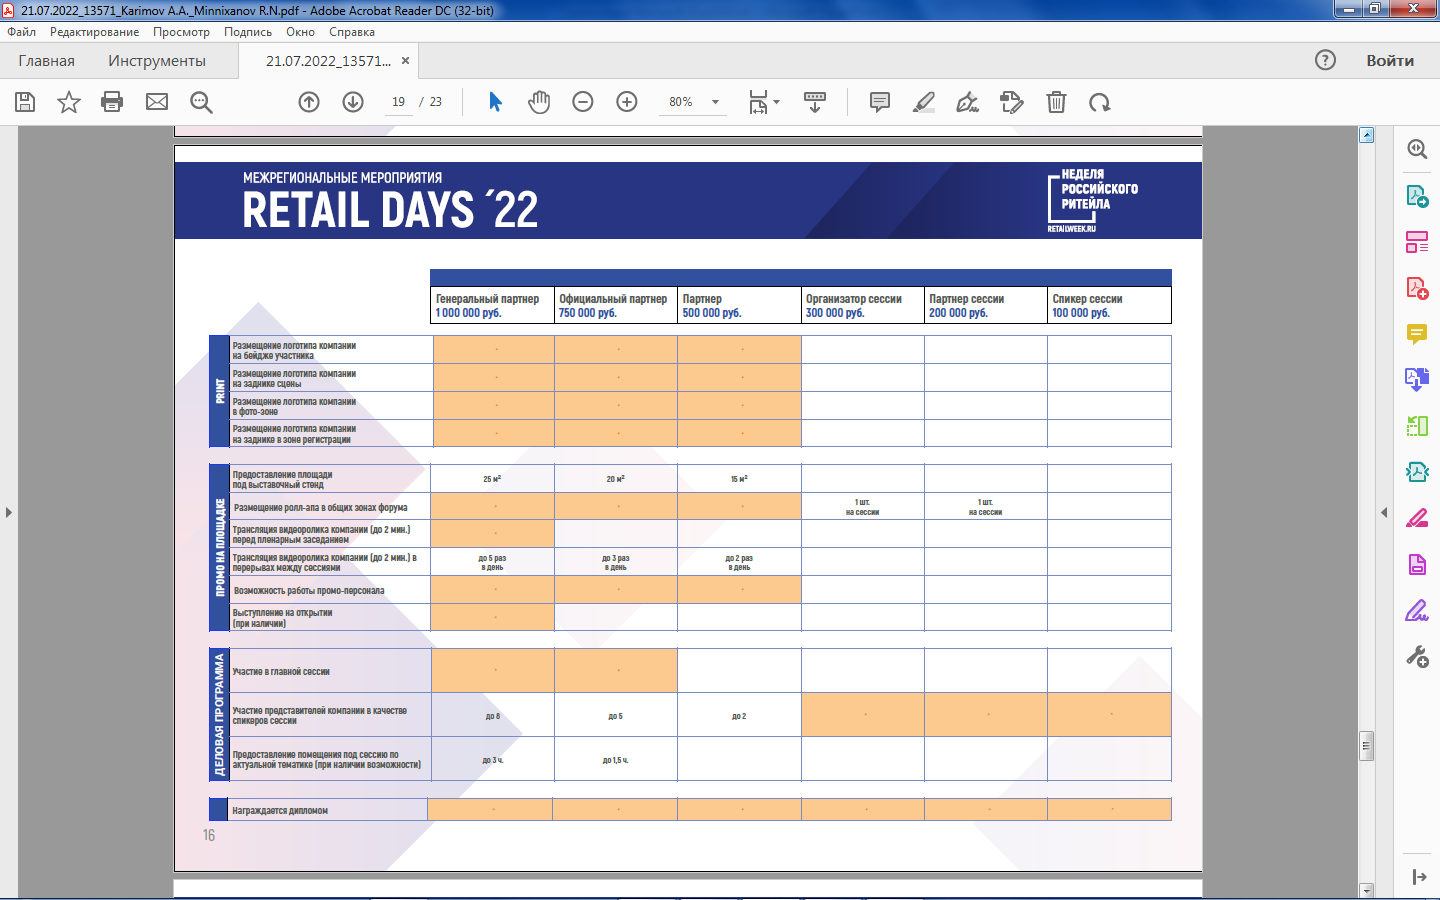 21.07.2022_13571_Karimov A.A._Minnixanov R.N.pdf - Adobe Acrobat Reader DC (32-bit)
Файл Редактирование Просмотр Подпись Окно Справка
Главная Инструменты 21.07.2022_13571... × Войти
19 / 23 80%
МЕЖРЕГИОНАЛЬНЫЕ МЕРОПРИЯТИЯ
RETAIL DAYS ´22
НЕДЕЛЯ
РОССИЙСКОГО
РИТЕЙЛА
RETAILWEEK.RU
Генеральный партнер Официальный партнер Партнер Организатор сессии Партнер сессии Спикер сессии
1 000 000 руб. 750 000 руб. 500 000 руб. 300 000 руб. 200 000 руб. 100 000 руб.
PRINT
Размещение логотипа компании
на бейдже участника
Размещение логотипа компании
на заднике сцены
Размещение логотипа компании
в фото-зоне
Размещение логотипа компании
на заднике в зоне регистрации
ПРОМО НА ПЛОЩАДКЕ
Предоставление площади
под выставочный стенд
25 м² 20 м² 15 м²
Размещение ролл-апа в общих зонах форума
1 шт.
на сессии
1 шт.
на сессии
Трансляция видеоролика компании (до 2 мин.)
перед пленарным заседанием
Трансляция видеоролика компании (до 2 мин.) в
перерывах между сессиями
до 5 раз
в день
до 3 раз
в день
до 2 раз
в день
Возможность работы промо-персонала
Выступление на открытии
(при наличии)
ДЕЛОВАЯ ПРОГРАММА
Участие в главной сессии
Участие представителей компании в качестве
спикеров сессии
до 8 до 5 до 2
Предоставление помещения под сессию по
актуальной тематике (при наличии возможности)
до 3 ч. до 1,5 ч.
Награждается дипломом
16